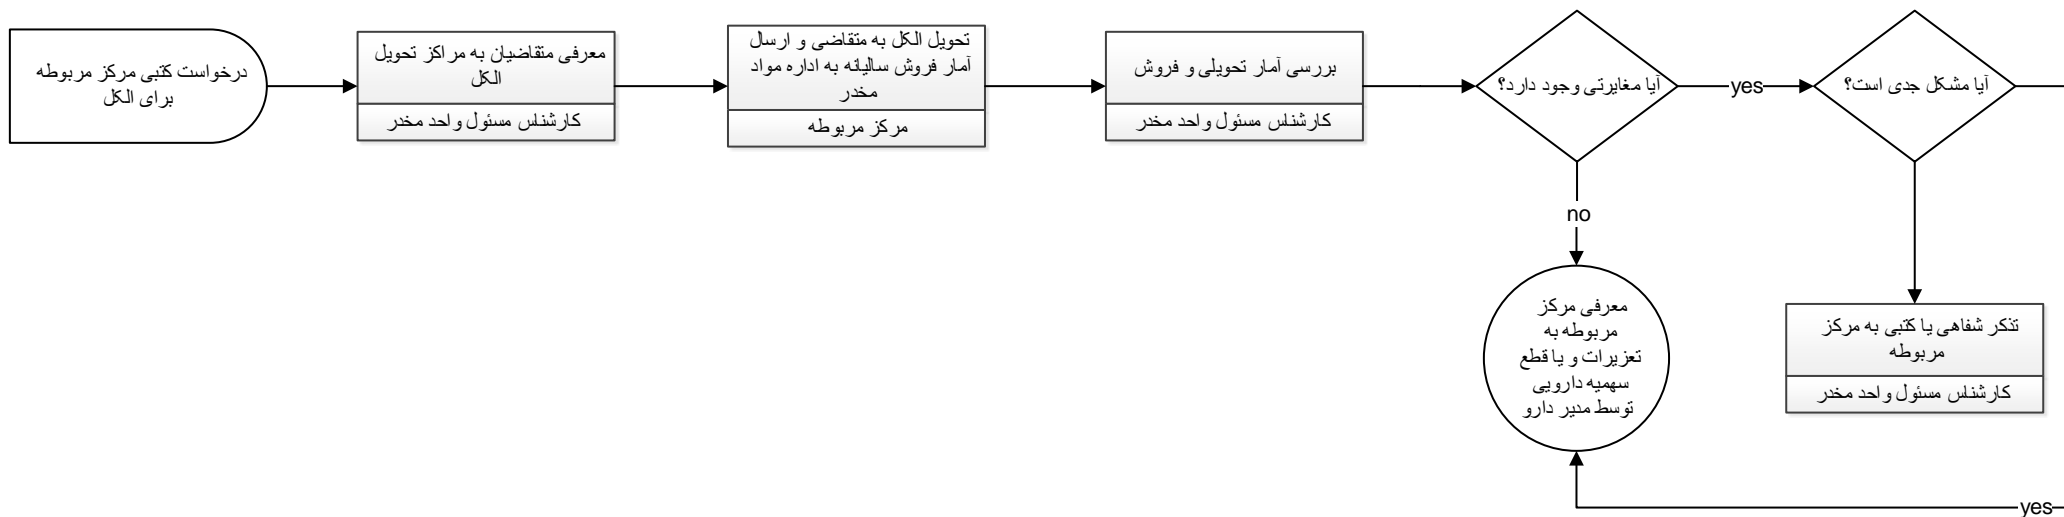 درخواست کتبی مرکز مربوطه
برای الکل
معرفی متقاضیان به مراکز تحویل
الکل
کارشناس مسئول واحد مخدر
تحویل الکل به متقاضی و ارسال
آمار فروش سالیانه به اداره مواد
مخدر
مرکز مربوطه
بررسی آمار تحویلی و فروش
کارشناس مسئول واحد مخدر
آیا مغایرتی وجود دارد؟
yes
آیا مشکل جدی است؟
no
معرفی مرکز
مربوطه به
تعزیرات و یا قطع
سهمیه دارویی
توسط مدیر دارو
تذکر شفاهی یا کتبی به مرکز
مربوطه
کارشناس مسئول واحد مخدر
yes